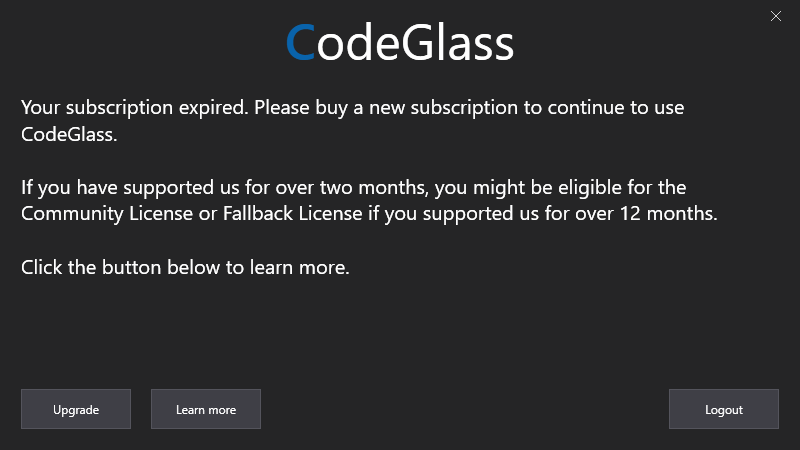 CodeGlass
Your subscription expired. Please buy a new subscription to continue to use
CodeGlass.
If you have supported us for over two months, you might be eligible for the
Community License or Fallback License if you supported us for over 12 months.
Click the button below to learn more.
Upgrade
Learn more
Logout